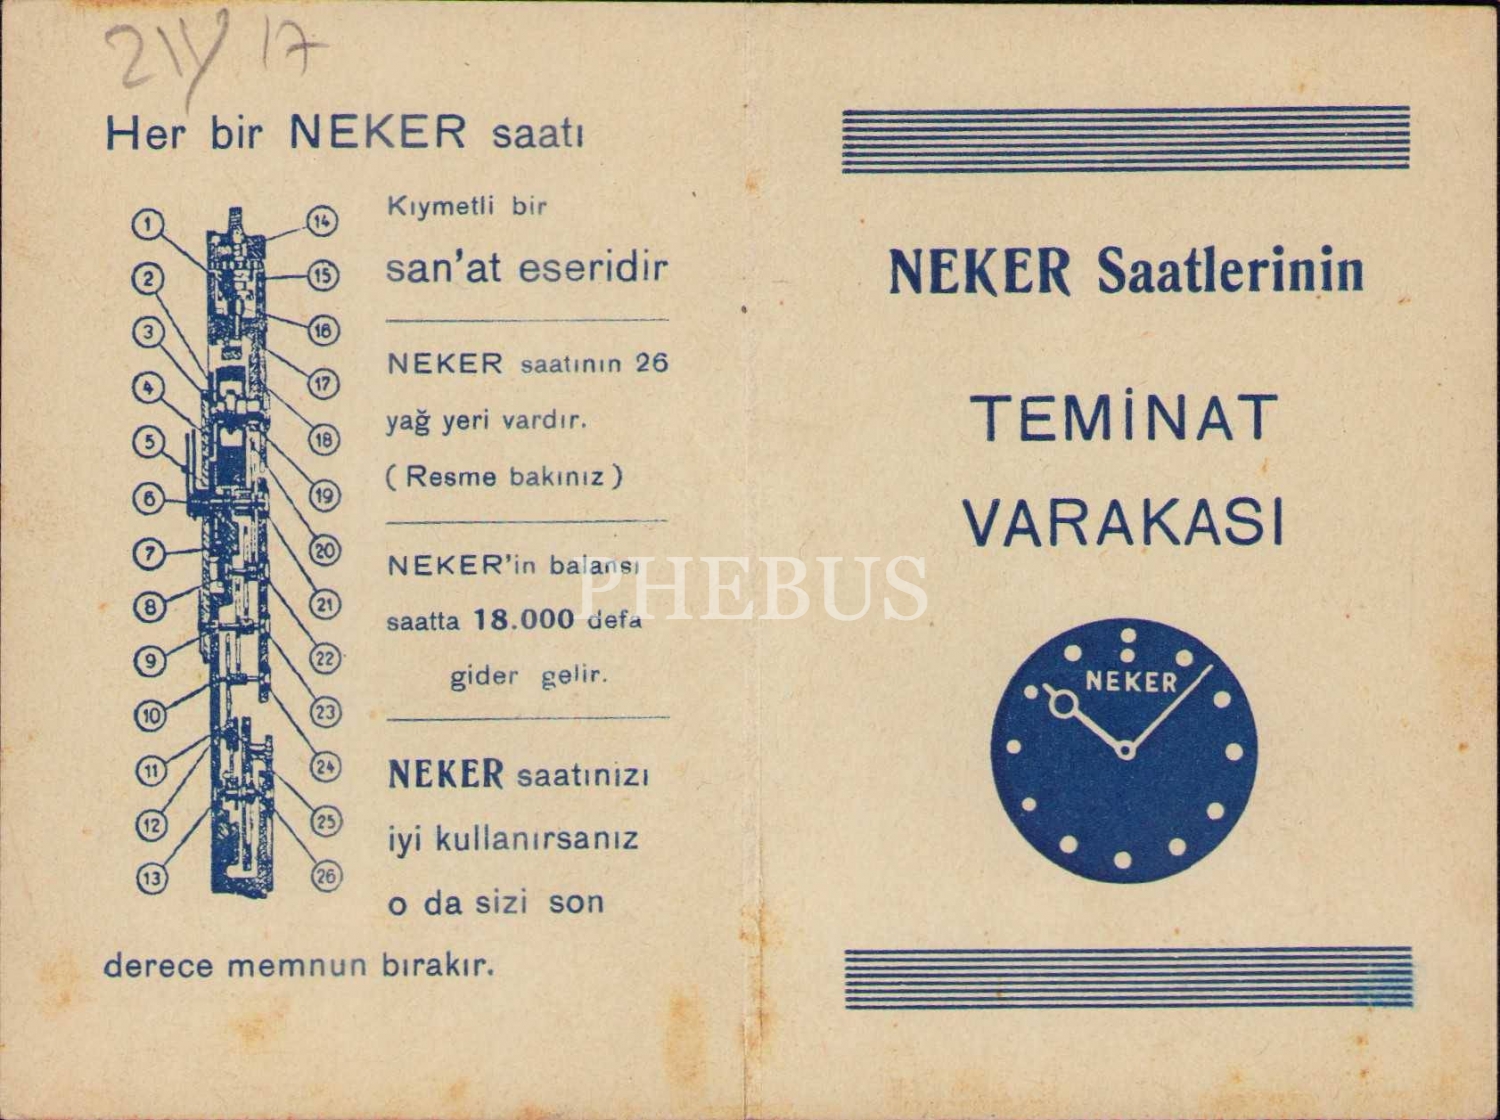 Her bir NEKER saatı
Kıymetli bir
san'at eseridir
NEKER saatının 26
yağ yeri vardır.
( Resme bakınız )
NEKER'in balansı
saatta 18.000 defa
gider gelir.
NEKER saatınızı
iyi kullanırsanız
o da sizi son
derece memnun bırakır.
1
2
3
4
5
6
7
8
9
10
11
12
13
14
15
16
17
18
19
20
21
22
23
24
25
26
NEKER Saatlerinin
TEMİNAT
VARAKASI
NEKER
PHEBUS